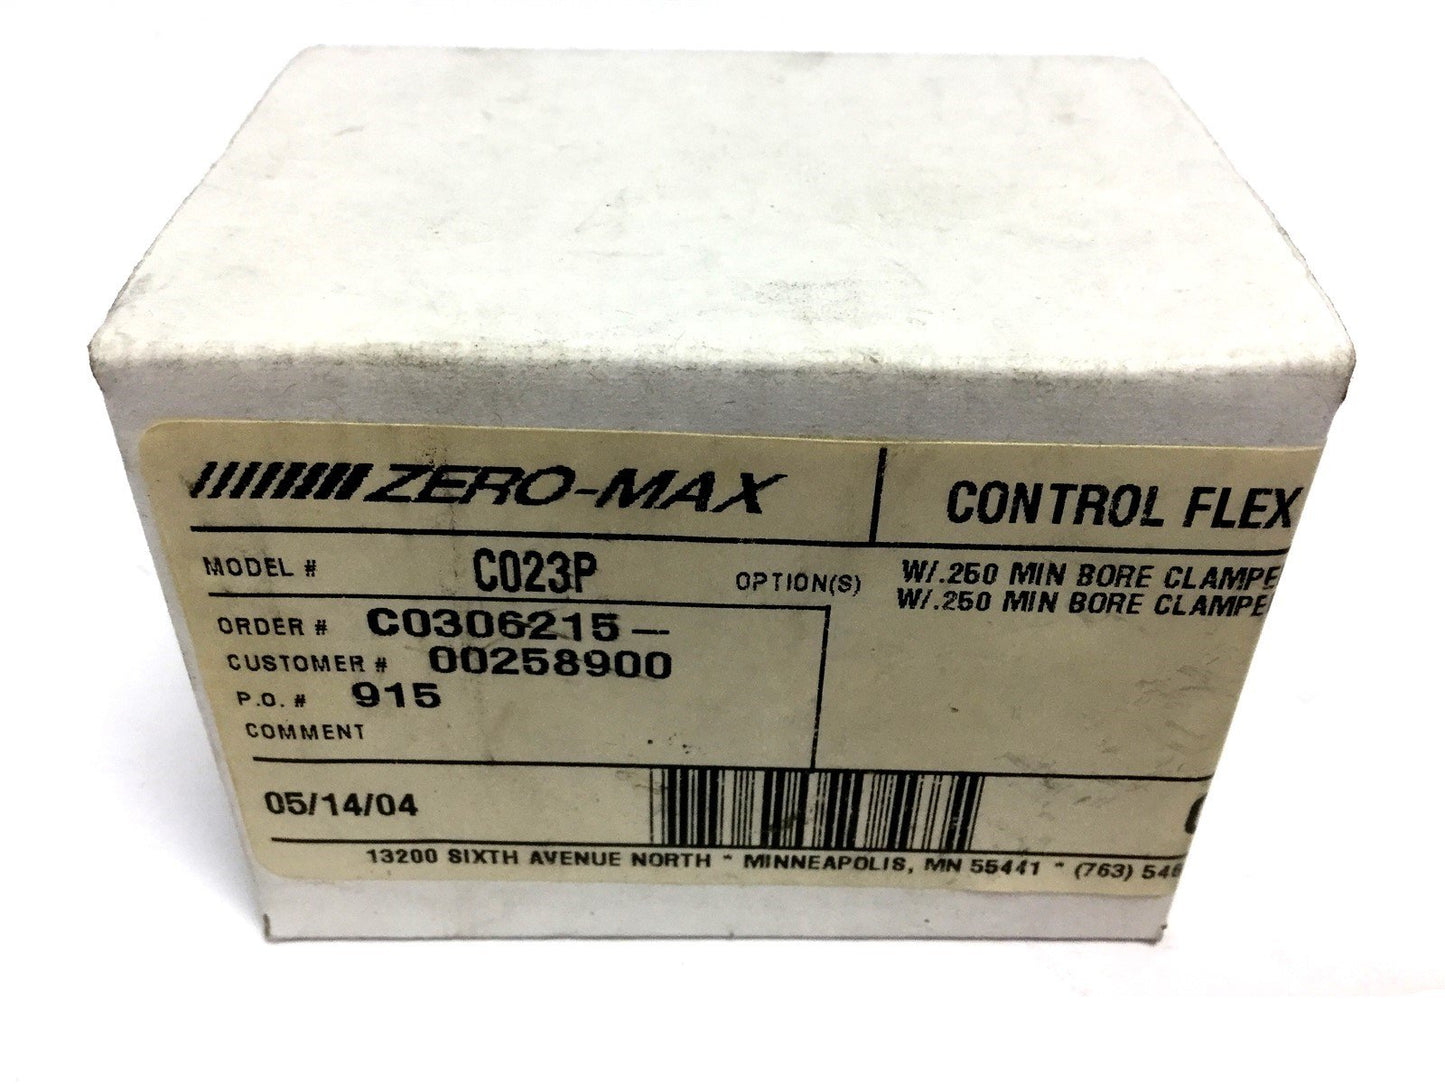 ZERO-MAX CONTROL FLEX
MODEL # C023P OPTION(S) W/.250 MIN BORE CLAMPE
W/.250 MIN BORE CLAMPE
ORDER # C0306215-
CUSTOMER # 00258900
P.O. # 915
COMMENT
05/14/04
13200 SIXTH AVENUE NORTH * MINNEAPOLIS, MN 55441 * (763) 546